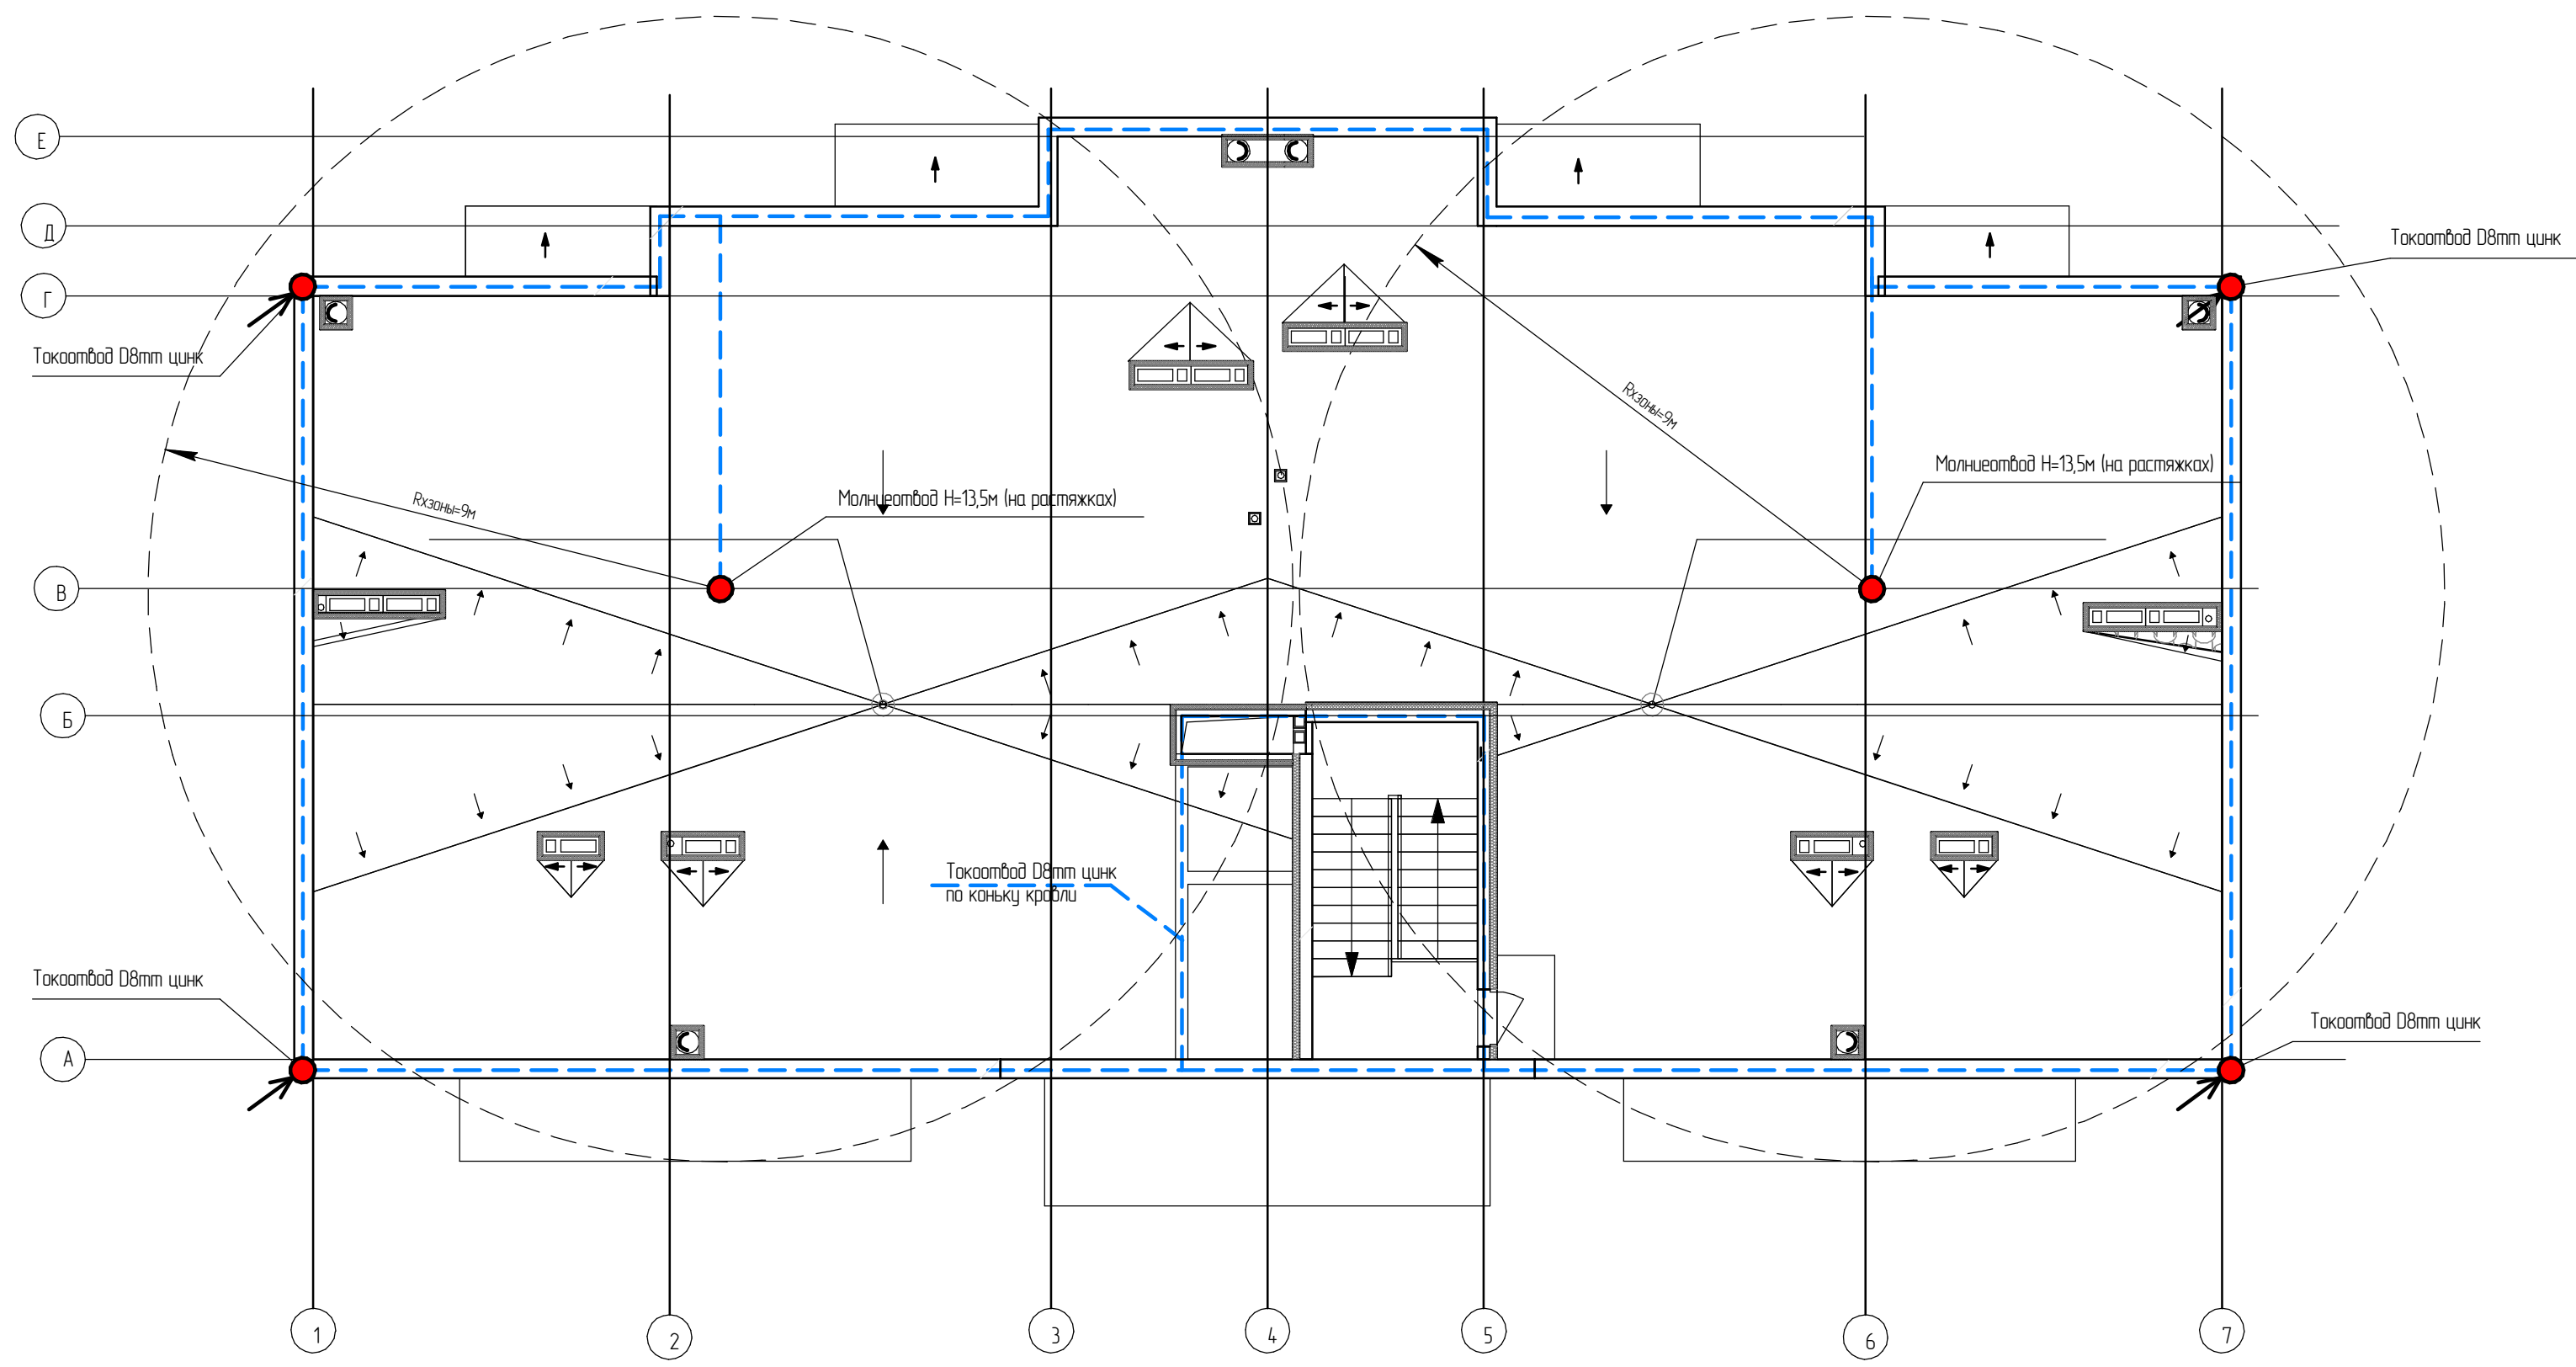 Е
Д
Токоотвод D8mm цинк
Г
Токоотвод D8mm цинк
Rxзоны=9м
Молниеотвод Н=13,5м (на растяжках)
Rxзоны=9м
Молниеотвод Н=13,5м (на растяжках)
В
Б
Токоотвод D8mm цинк
по коньку кровли
Токоотвод D8mm цинк
Токоотвод D8mm цинк
А
1
2
3
4
5
6
7